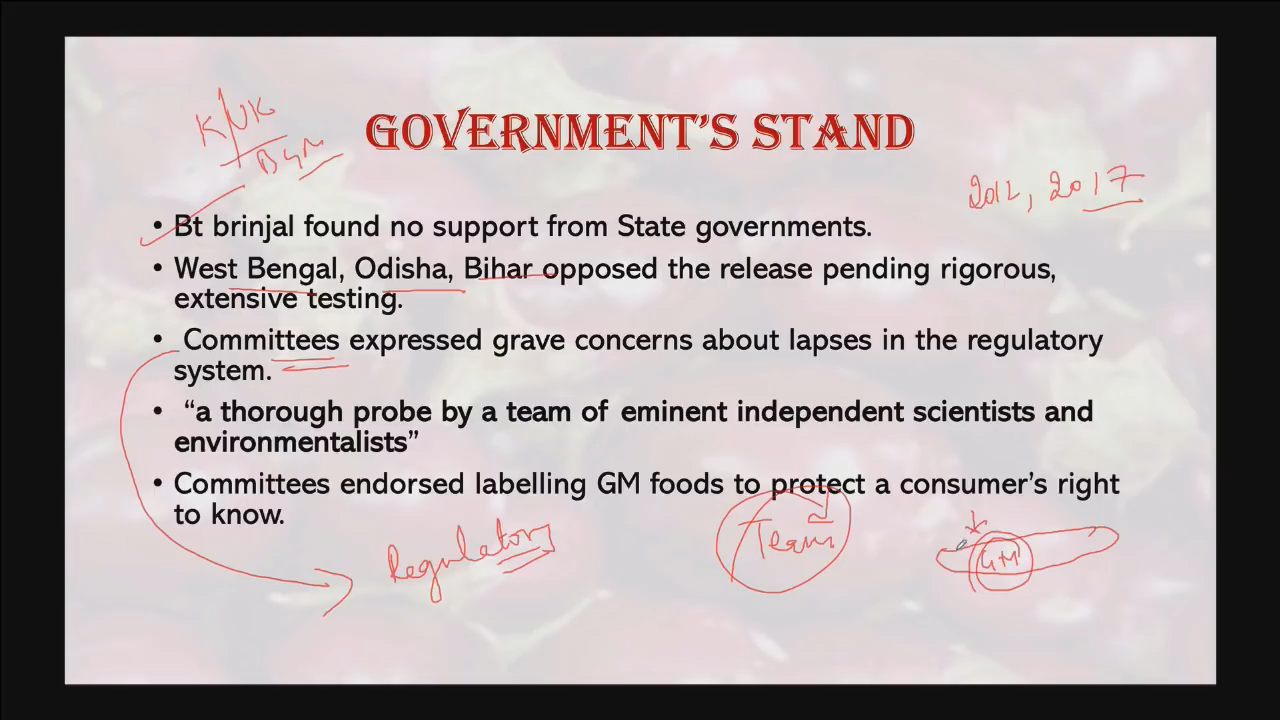 KNK
GOVERNMENT'S STAND
2012, 2017
• Bt brinjal found no support from State governments.
• West Bengal, Odisha, Bihar opposed the release pending rigorous,
extensive testing.
• Committees expressed grave concerns about lapses in the regulatory
system.
• “a thorough probe by a team of eminent independent scientists and
environmentalists”
• Committees endorsed labelling GM foods to protect a consumer’s right
to know.
Regulatory
Team
GM